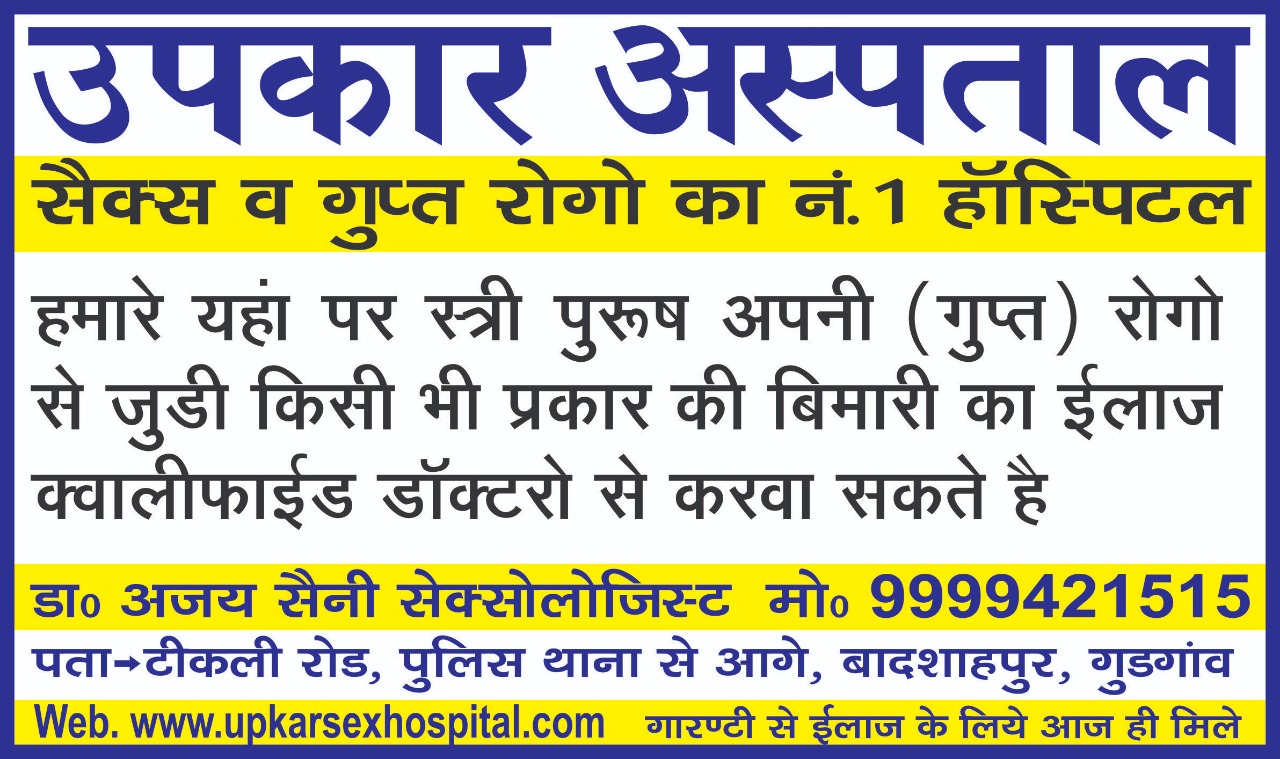 उपकार अस्पताल
सैक्स व गुप्त रोगो का नं.1 हॉस्पिटल
हमारे यहां पर स्त्री पुरूष अपनी (गुप्त) रोगो
से जुडी किसी भी प्रकार की बिमारी का ईलाज
क्वालीफाईड डॉक्टरो से करवा सकते है
डा० अजय सैनी सेक्सोलोजिस्ट मो० 9999421515
पता→टीकली रोड, पुलिस थाना से आगे, बादशाहपुर, गुडगांव
Web. www.upkarsexhospital.com गारण्टी से ईलाज के लिये आज ही मिले